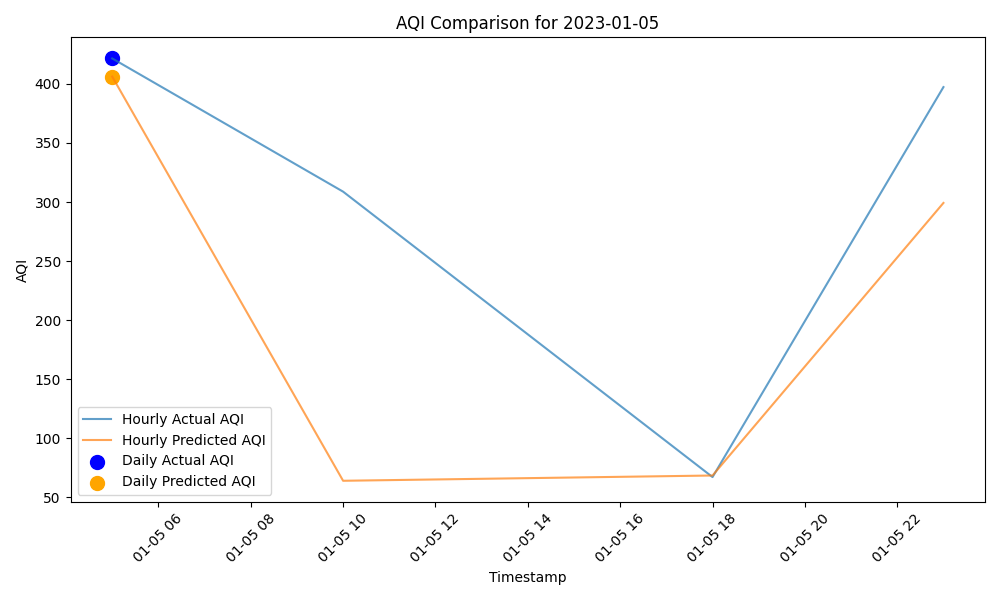 AQI Comparison for 2023-01-05
AQI
400
350
300
250
200
150
100
50
Hourly Actual AQI
Hourly Predicted AQI
Daily Actual AQI
Daily Predicted AQI
01-05 06
01-05 08
01-05 10
01-05 12
01-05 14
01-05 16
01-05 18
01-05 20
01-05 22
Timestamp